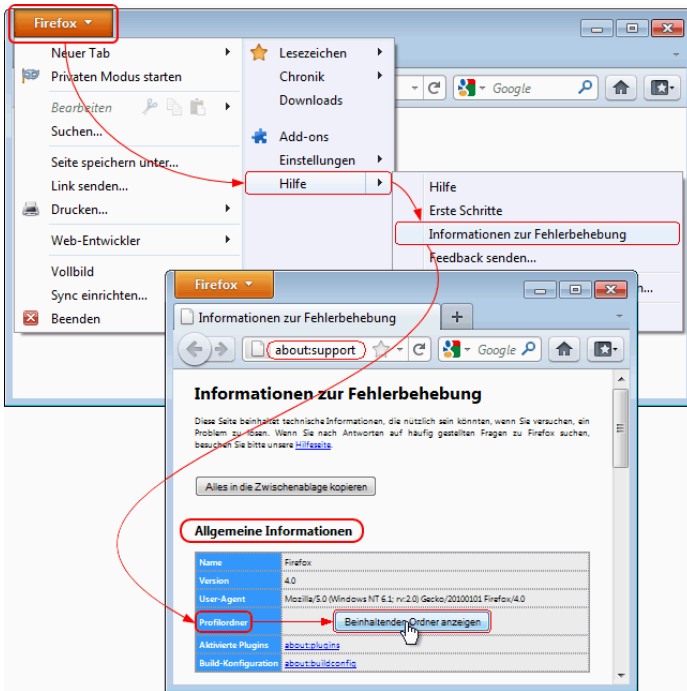 Firefox
Neuer Tab
Privaten Modus starten
Bearbeiten
Suchen...
Seite speichern unter...
Link senden...
Drucken...
Web-Entwickler
Vollbild
Sync einrichten...
Beenden
Lesezeichen
Chronik
Downloads
Add-ons
Einstellungen
Hilfe
Google
Hilfe
Erste Schritte
Informationen zur Fehlerbehebung
Feedback senden...
n...
Firefox
Informationen zur Fehlerbehebung
about:support
Google
Informationen zur Fehlerbehebung
Diese Seite beinhaltet technische Informationen, die nützlich sein könnten, wenn Sie versuchen, ein
Problem zu lösen. Wenn Sie nach Antworten auf häufig gestellten Fragen zu Firefox suchen,
besuchen Sie bitte unsere Hilfeseite.
Alles in die Zwischenablage kopieren
Allgemeine Informationen
Name Firefox
Version 4.0
User-Agent Mozilla/5.0 (Windows NT 6.1; rv:2.0) Gecko/20100101 Firefox/4.0
Profilordner Beinhaltenden Ordner anzeigen
Aktivierte Plugins about:plugins
Build-Konfiguration about:buildconfig